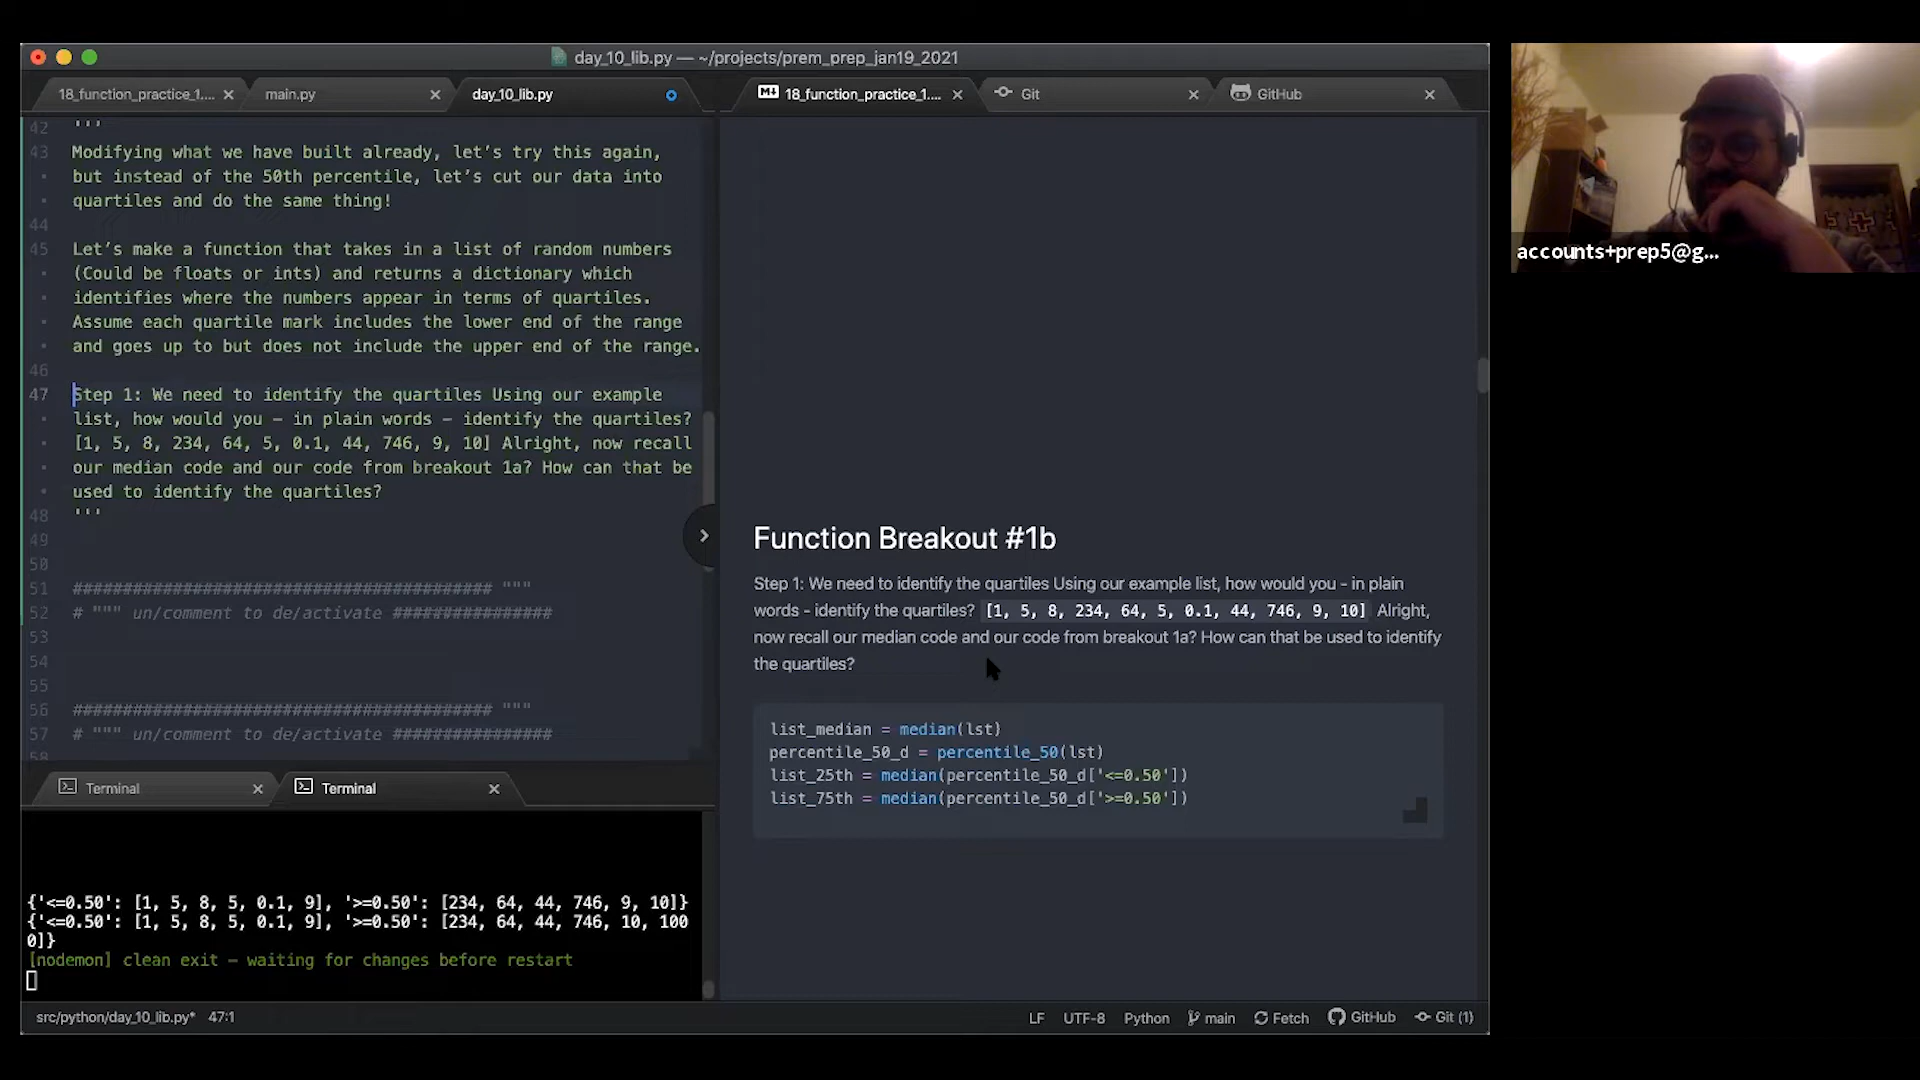 day_10_lib.py — ~/projects/prem_prep_jan19_2021
18_function_practice_1....
main.py
day_10_lib.py
18_function_practice_1....
Git
GitHub
42 '''
43 Modifying what we have built already, let's try this again,
but instead of the 50th percentile, let's cut our data into
quartiles and do the same thing!
44
45 Let's make a function that takes in a list of random numbers
(Could be floats or ints) and returns a dictionary which
identifies where the numbers appear in terms of quartiles.
Assume each quartile mark includes the lower end of the range
and goes up to but does not include the upper end of the range.
46
47 Step 1: We need to identify the quartiles Using our example
list, how would you – in plain words – identify the quartiles?
[1, 5, 8, 234, 64, 5, 0.1, 44, 746, 9, 10] Alright, now recall
our median code and our code from breakout 1a? How can that be
used to identify the quartiles?
48 '''
49
50
51 ########################################## """
52 # """ un/comment to de/activate ################
53
54
55
56 ########################################## """
57 # """ un/comment to de/activate ################
58
Function Breakout #1b
Step 1: We need to identify the quartiles Using our example list, how would you - in plain
words - identify the quartiles? [1, 5, 8, 234, 64, 5, 0.1, 44, 746, 9, 10] Alright,
now recall our median code and our code from breakout 1a? How can that be used to identify
the quartiles?
list_median = median(lst)
percentile_50_d = percentile_50(lst)
list_25th = median(percentile_50_d['<=0.50'])
list_75th = median(percentile_50_d['>=0.50'])
Terminal
Terminal
{'<=0.50': [1, 5, 8, 5, 0.1, 9], '>=0.50': [234, 64, 44, 746, 9, 10]}
{'<=0.50': [1, 5, 8, 5, 0.1, 9], '>=0.50': [234, 64, 44, 746, 10, 100
0]}
[nodemon] clean exit – waiting for changes before restart
src/python/day_10_lib.py* 47:1
LF UTF-8 Python main Fetch GitHub Git (1)
accounts+prep5@g...